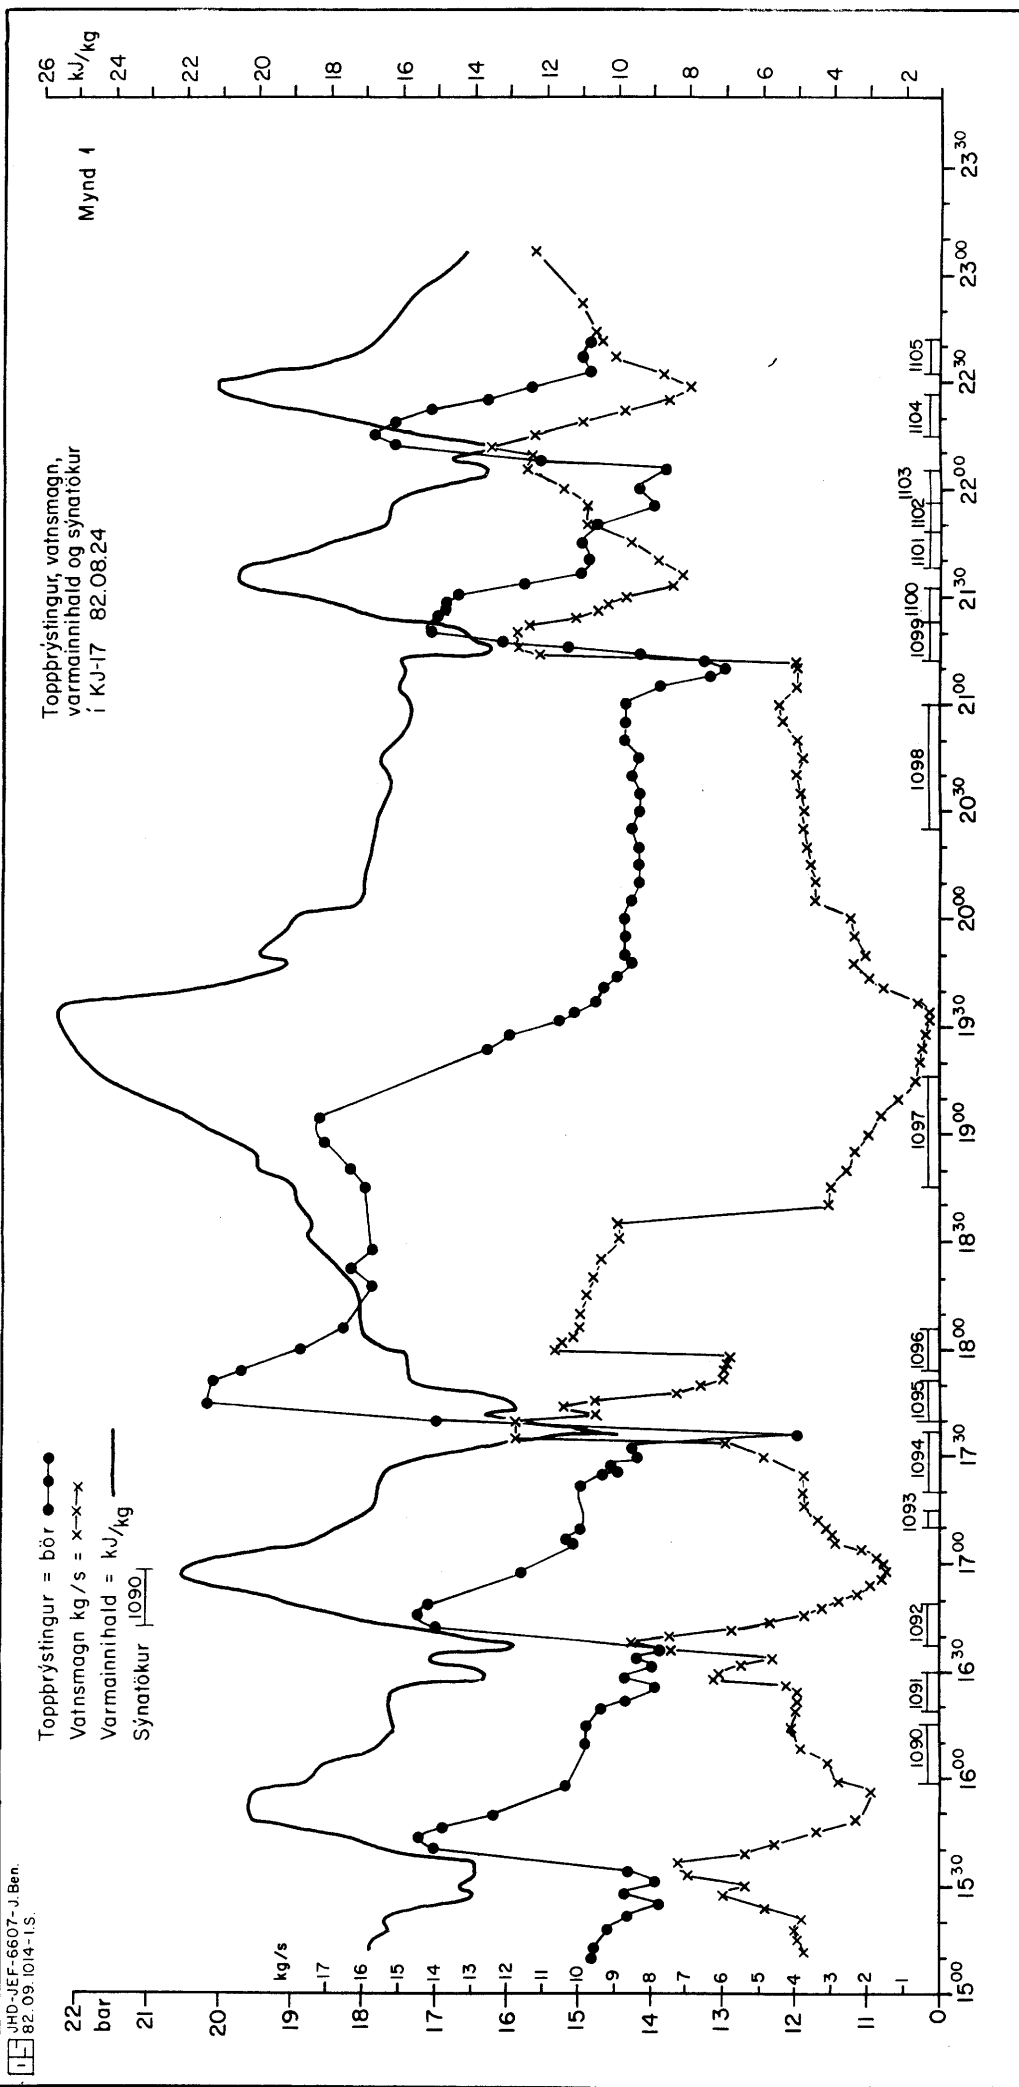 JHD-JEF-6607-J.Ben.
82.09.1014-I.S.
Toppþrýstingur = bör
Vatnsmagn kg/s = x–x–x
Varmainnihald = kJ/kg
Sýnatökur 1090
Toppþrýstingur, vatnsmagn,
varmainnihald og sýnatökur
í KJ-17 82.08.24
Mynd 1
22
bar
21
20
19
18
17
16
15
14
13
12
11
10
0
kg/s
17
16
15
14
13
12
11
10
9
8
7
6
5
4
3
2
1
26
kJ/kg
24
22
20
18
16
14
12
10
8
6
4
2
1090 1091 1092 1093 1094 1095 1096 1097 1098 1099 1100 1101 1102 1103 1104 1105
15⁰⁰ 15³⁰ 16⁰⁰ 16³⁰ 17⁰⁰ 17³⁰ 18⁰⁰ 18³⁰ 19⁰⁰ 19³⁰ 20⁰⁰ 20³⁰ 21⁰⁰ 21³⁰ 22⁰⁰ 22³⁰ 23⁰⁰ 23³⁰